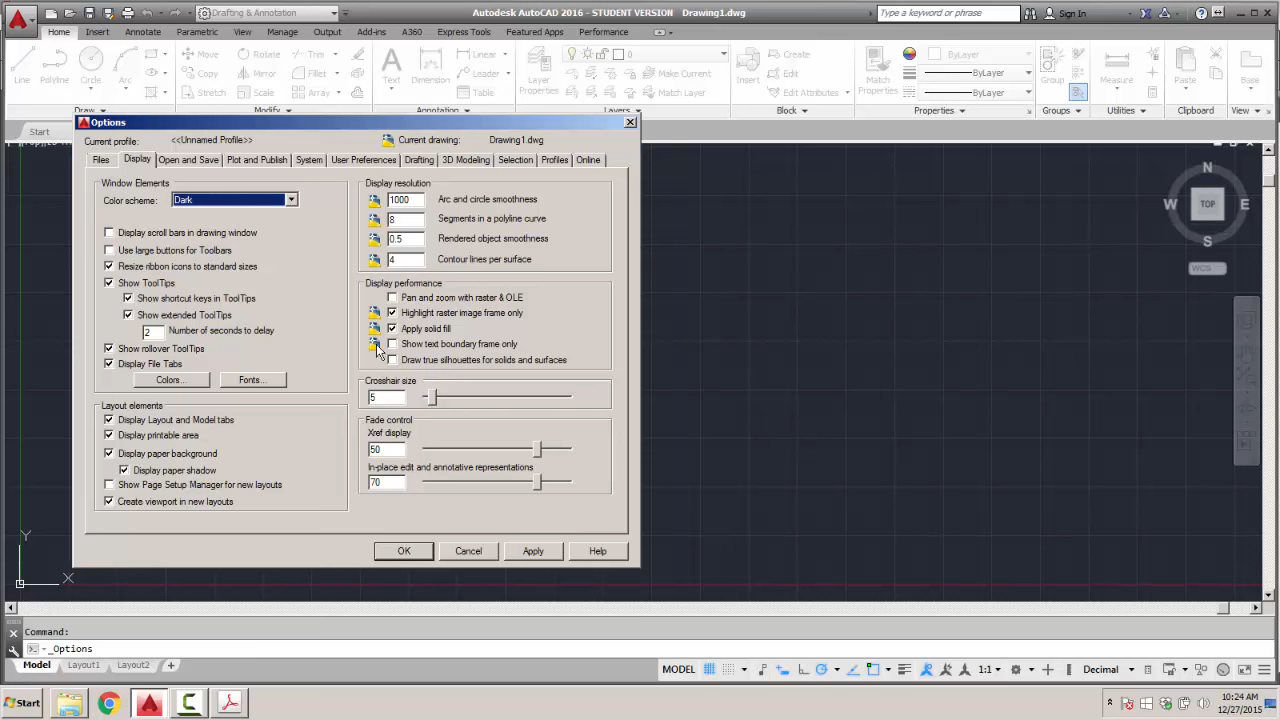 Drafting & Annotation
Autodesk AutoCAD 2016 - STUDENT VERSION Drawing1.dwg
Type a keyword or phrase
Sign In
Home Insert Annotate Parametric View Manage Output Add-ins A360 Express Tools Featured Apps Performance
Line
Polyline
Circle
Arc
Move
Copy
Stretch
Rotate
Mirror
Scale
Trim
Fillet
Array
Text
Dimension
Linear
Leader
Table
Layer
Properties
0
Make Current
Match Layer
Insert
Create
Edit
Edit Attributes
Match
Properties
ByLayer
ByLayer
ByLayer
Group
Measure
Paste
Base
Draw Modify Annotation Layers Block Properties Groups Utilities Clipboard View
Start
Options
Current profile: <<Unnamed Profile>> Current drawing: Drawing1.dwg
Files Display Open and Save Plot and Publish System User Preferences Drafting 3D Modeling Selection Profiles Online
Window Elements
Color scheme: Dark
Display scroll bars in drawing window
Use large buttons for Toolbars
Resize ribbon icons to standard sizes
Show ToolTips
Show shortcut keys in ToolTips
Show extended ToolTips
2 Number of seconds to delay
Show rollover ToolTips
Display File Tabs
Colors... Fonts...
Layout elements
Display Layout and Model tabs
Display printable area
Display paper background
Display paper shadow
Show Page Setup Manager for new layouts
Create viewport in new layouts
Display resolution
1000 Arc and circle smoothness
8 Segments in a polyline curve
0.5 Rendered object smoothness
4 Contour lines per surface
Display performance
Pan and zoom with raster & OLE
Highlight raster image frame only
Apply solid fill
Show text boundary frame only
Draw true silhouettes for solids and surfaces
Crosshair size
5
Fade control
Xref display
50
In-place edit and annotative representations
70
OK Cancel Apply Help
N
W TOP E
S
WCS
Y
X
Command:
_Options
Model Layout1 Layout2 +
MODEL 1:1 Decimal
Start
10:24 AM
12/27/2015